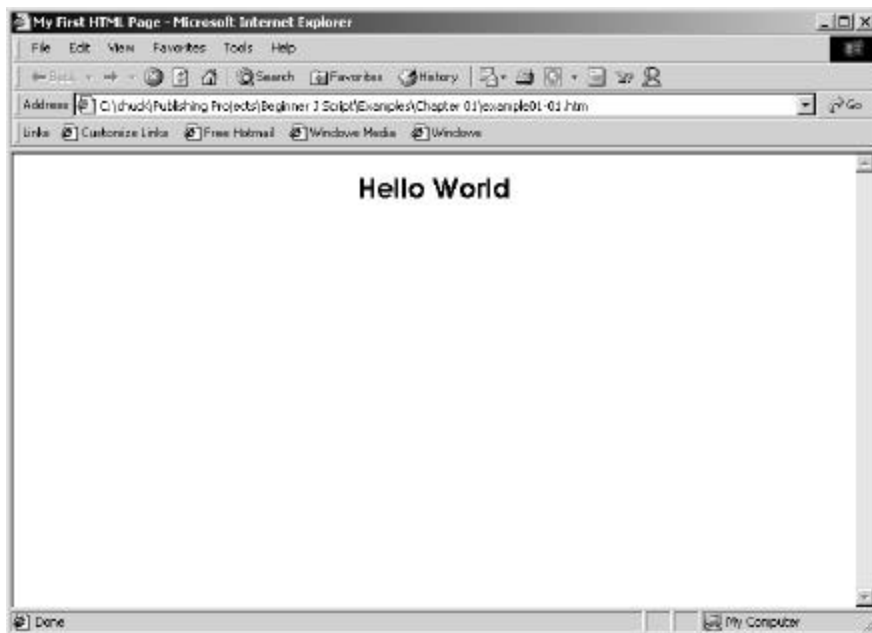 My First HTML Page - Microsoft Internet Explorer
File Edit View Favorites Tools Help
Back Search Favorites History
Address C:\chuck\Publishing Projects\Beginner J Script\Examples\Chapter 01\example01-01.htm Go
Links Customize Links Free Hotmail Windows Media Windows
Hello World
Done My Computer